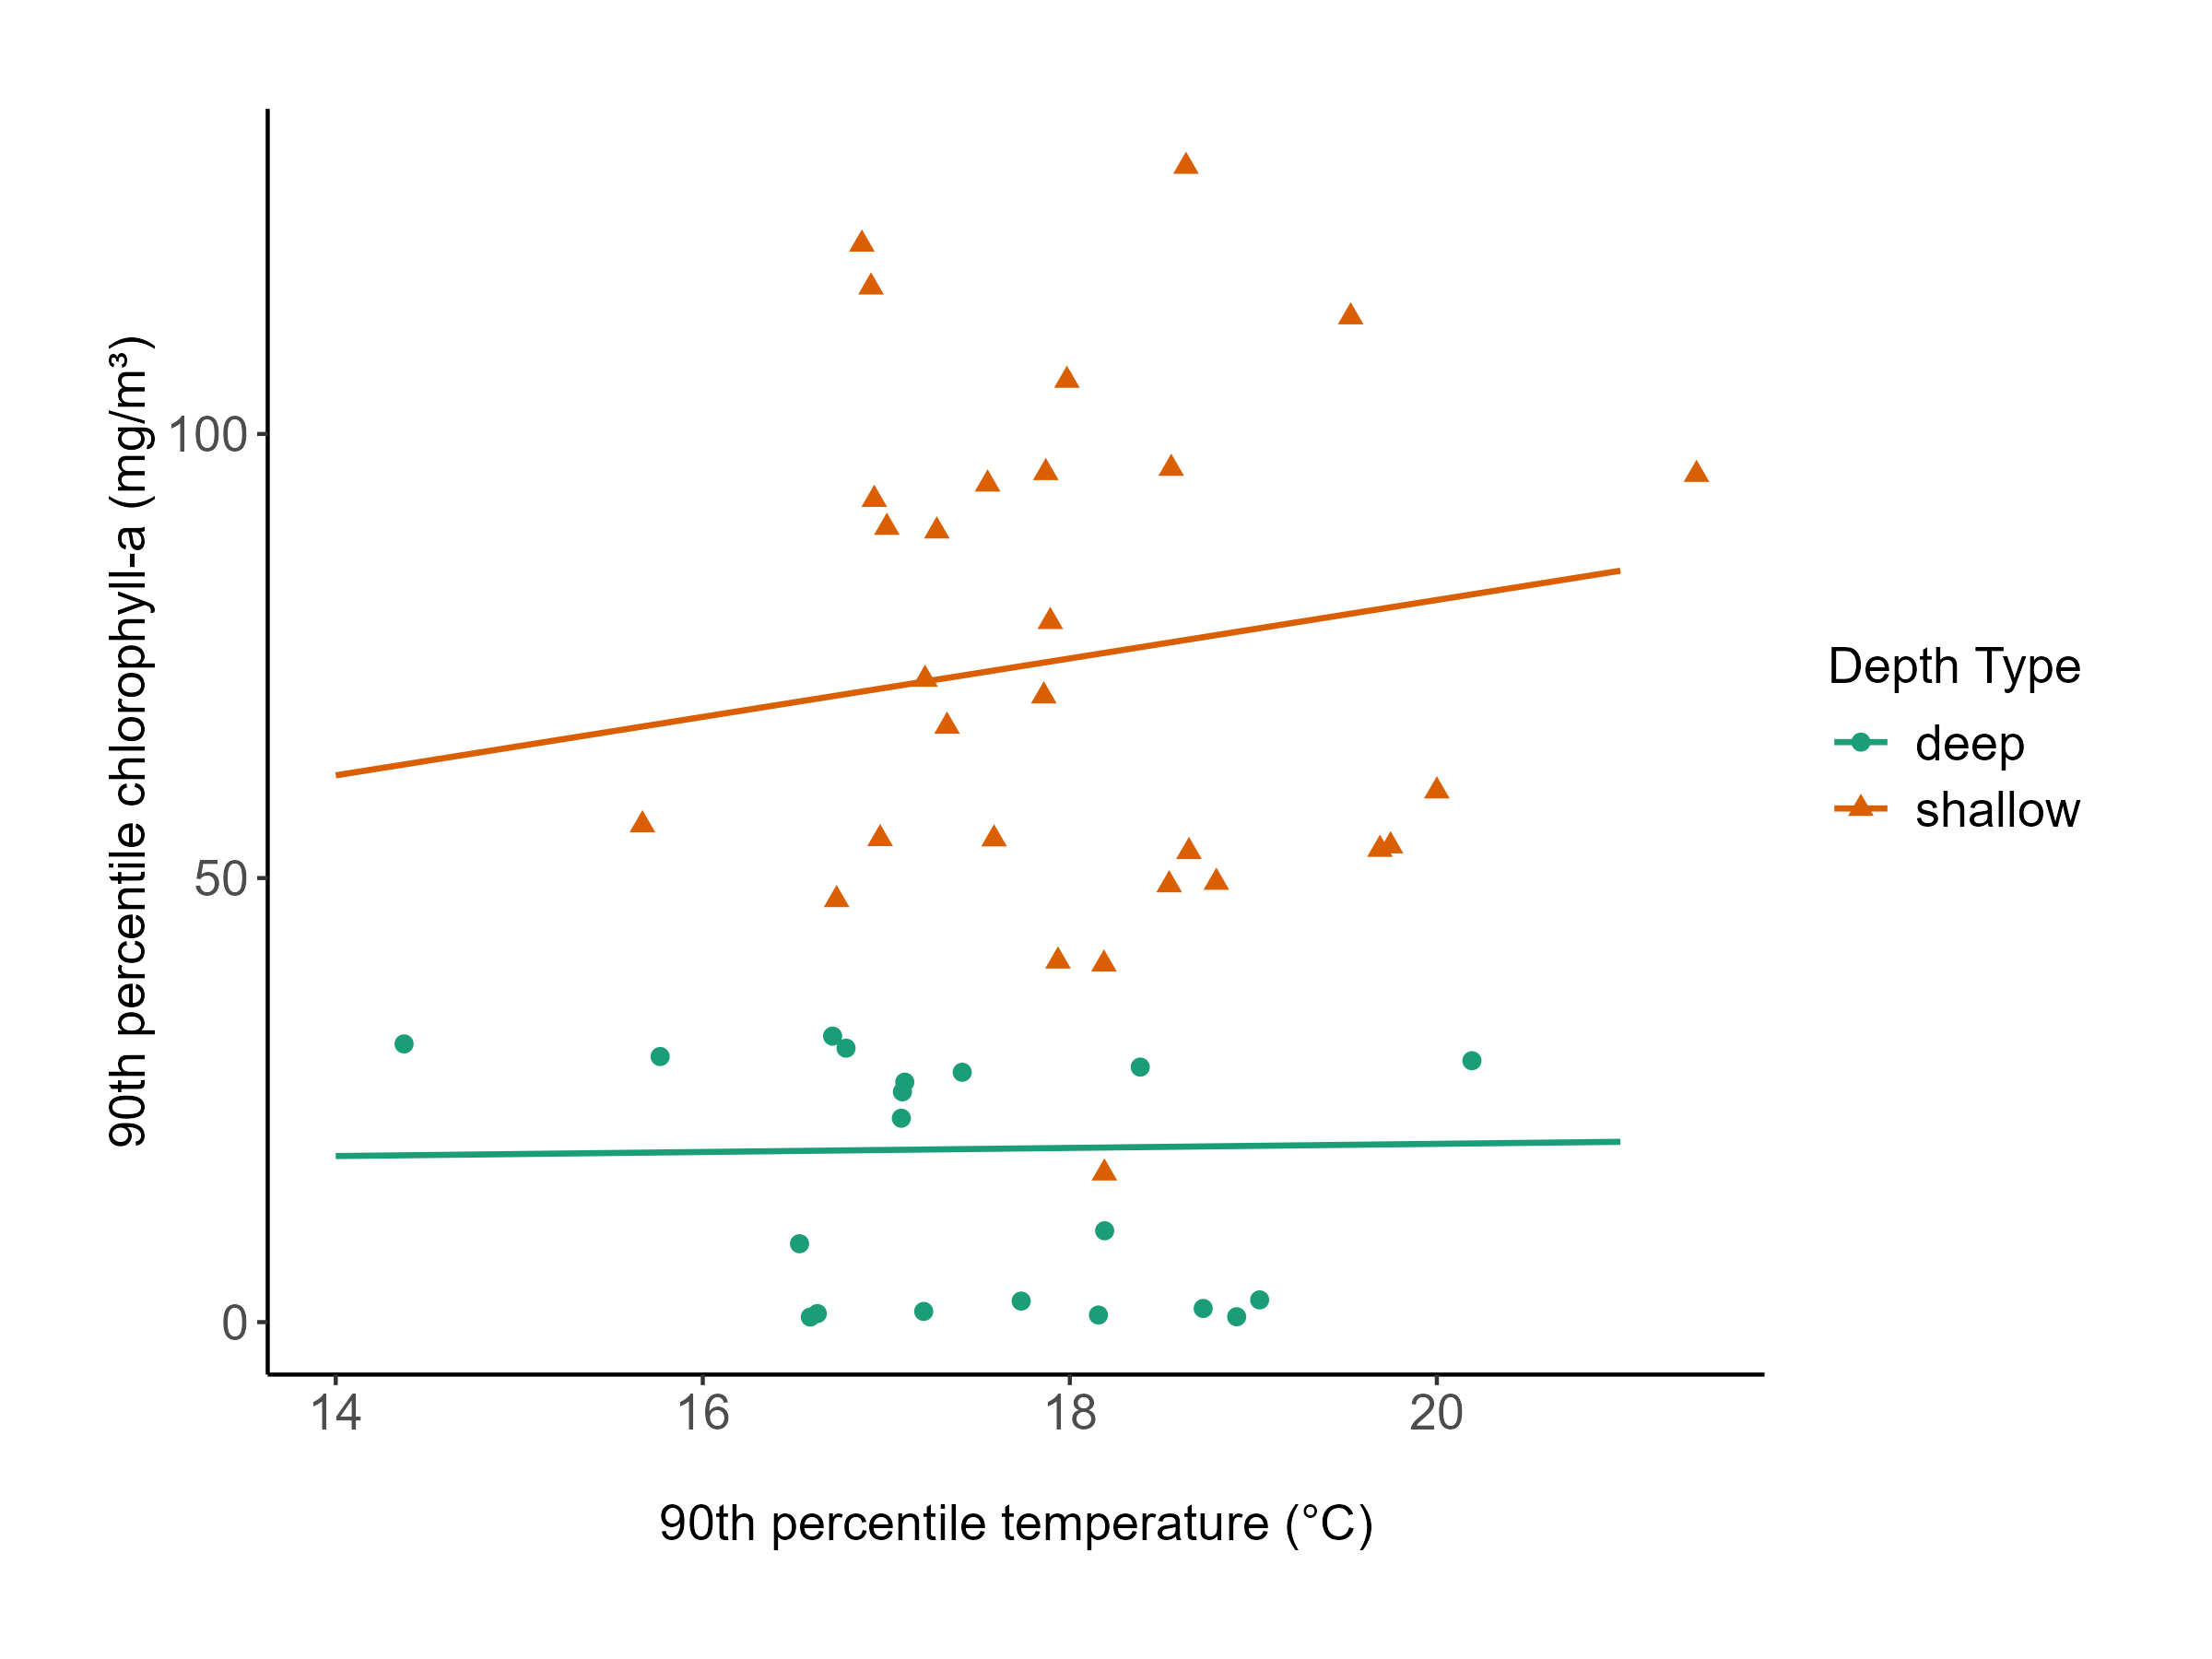 90th percentile chlorophyll-a (mg/m³)
100
50
0
14
16
18
20
90th percentile temperature (°C)
Depth Type
deep
shallow